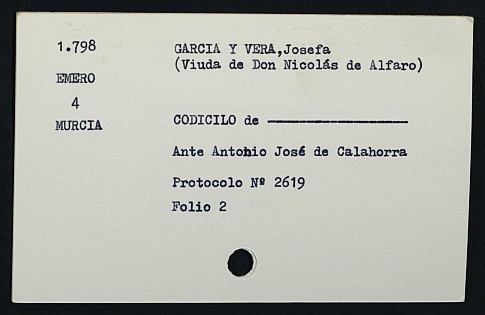 1.798
EMERO
4
MURCIA
GARCIA Y VERA,Josefa
(Viuda de Don Nicolás de Alfaro)
CODICILO de ——————————
Ante Antonio José de Calahorra
Protocolo Nº 2619
Folio 2